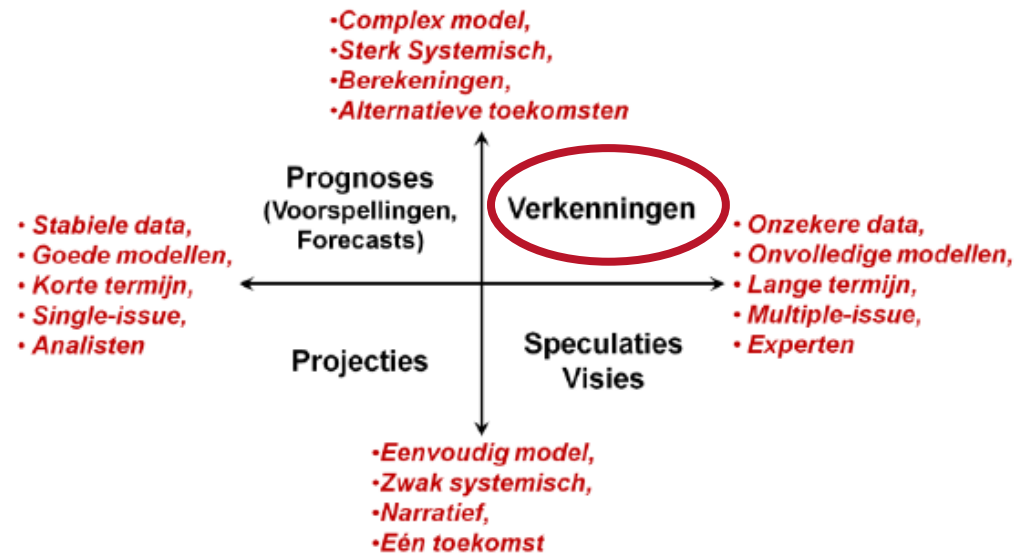 •Complex model,
•Sterk Systemisch,
•Berekeningen,
•Alternatieve toekomsten
Prognoses
(Voorspellingen,
Forecasts)
Verkenningen
• Stabiele data,
• Goede modellen,
• Korte termijn,
• Single-issue,
• Analisten
• Onzekere data,
• Onvolledige modellen,
• Lange termijn,
• Multiple-issue,
• Experten
Projecties
Speculaties
Visies
•Eenvoudig model,
•Zwak systemisch,
•Narratief,
•Eén toekomst